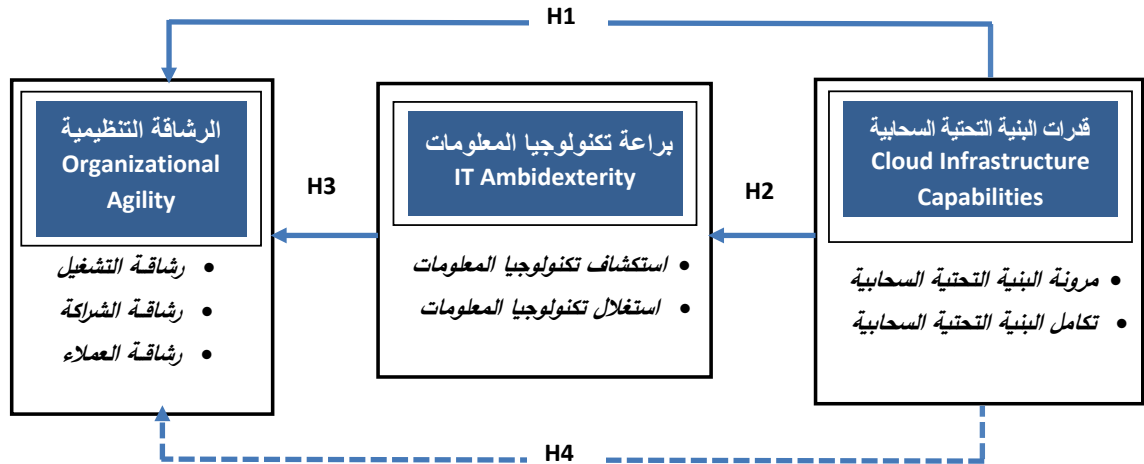 H1
قدرات البنية التحتية السحابية
Cloud Infrastructure
Capabilities
• مرونة البنية التحتية السحابية
• تكامل البنية التحتية السحابية
H2
براعة تكنولوجيا المعلومات
IT Ambidexterity
• استكشاف تكنولوجيا المعلومات
• استغلال تكنولوجيا المعلومات
H3
الرشاقة التنظيمية
Organizational
Agility
• رشاقة التشغيل
• رشاقة الشراكة
• رشاقة العملاء
H4